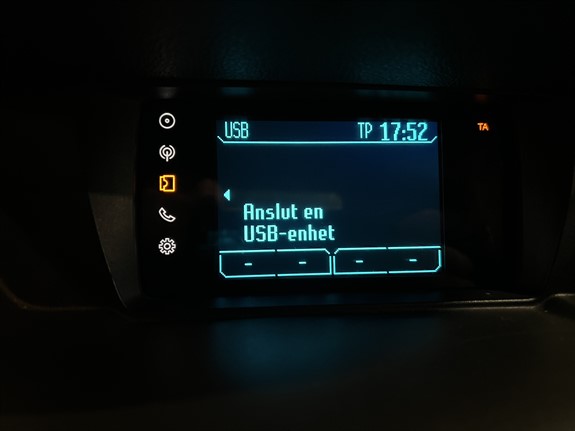 USB TP 17:52 TA
Anslut en
USB-enhet
- - - -